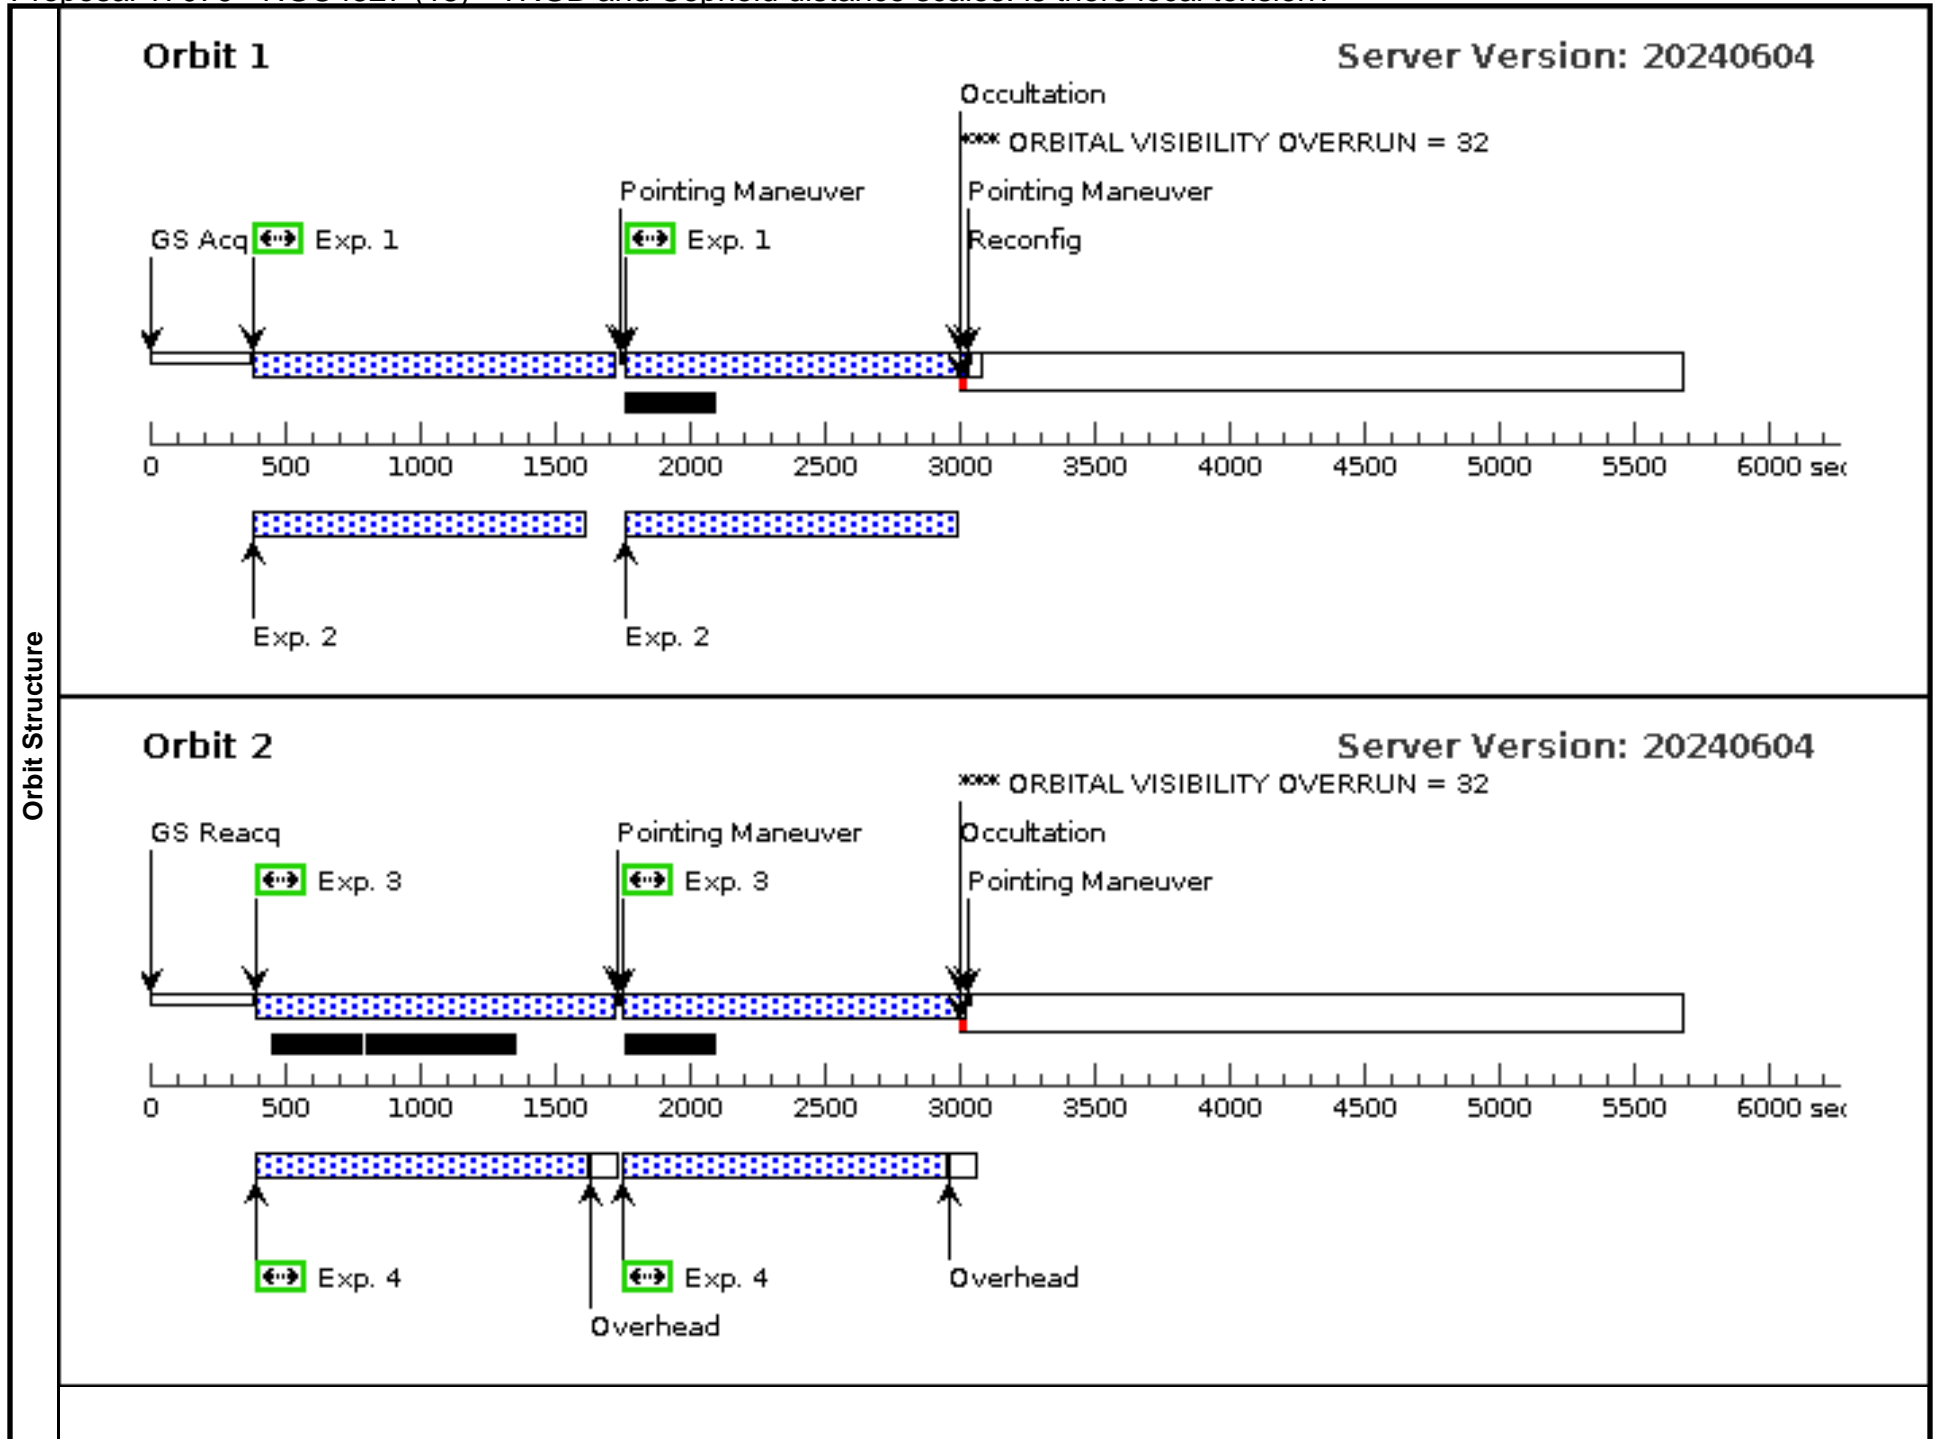 Orbit Structure
Orbit 1
Server Version: 20240604
Occultation
*** ORBITAL VISIBILITY OVERRUN = 32
Pointing Maneuver Pointing Maneuver
GS Acq Exp. 1 Exp. 1 Reconfig
0 500 1000 1500 2000 2500 3000 3500 4000 4500 5000 5500 6000 sec
Exp. 2 Exp. 2
Orbit 2
Server Version: 20240604
*** ORBITAL VISIBILITY OVERRUN = 32
GS Reacq Pointing Maneuver Occultation
Exp. 3 Exp. 3 Pointing Maneuver
0 500 1000 1500 2000 2500 3000 3500 4000 4500 5000 5500 6000 sec
Exp. 4 Exp. 4 Overhead
Overhead